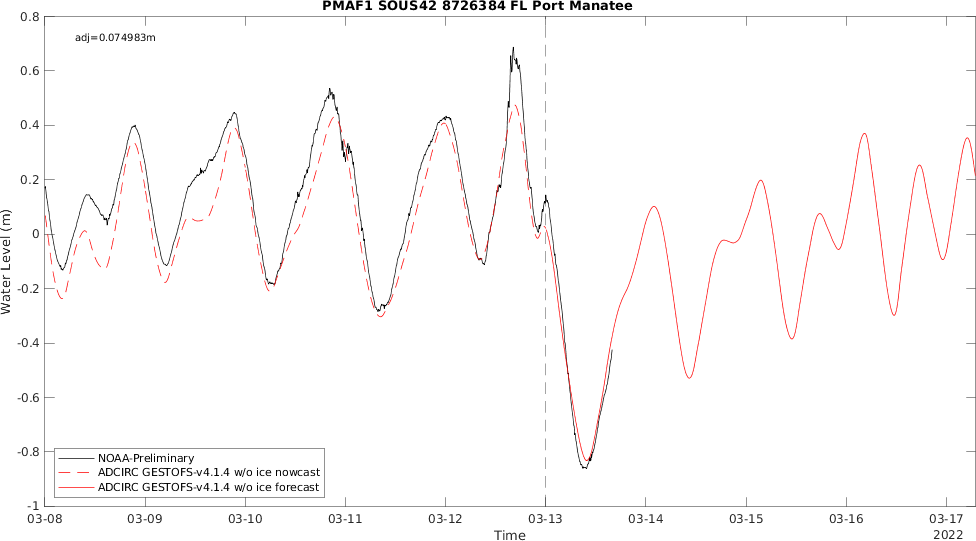 PMAF1 SOUS42 8726384 FL Port Manatee
adj=0.074983m
0.8
0.6
0.4
0.2
0
-0.2
-0.4
-0.6
-0.8
-1
Water Level (m)
NOAA-Preliminary
ADCIRC GESTOFS-v4.1.4 w/o ice nowcast
ADCIRC GESTOFS-v4.1.4 w/o ice forecast
03-08 03-09 03-10 03-11 03-12 03-13 03-14 03-15 03-16 03-17
Time
2022